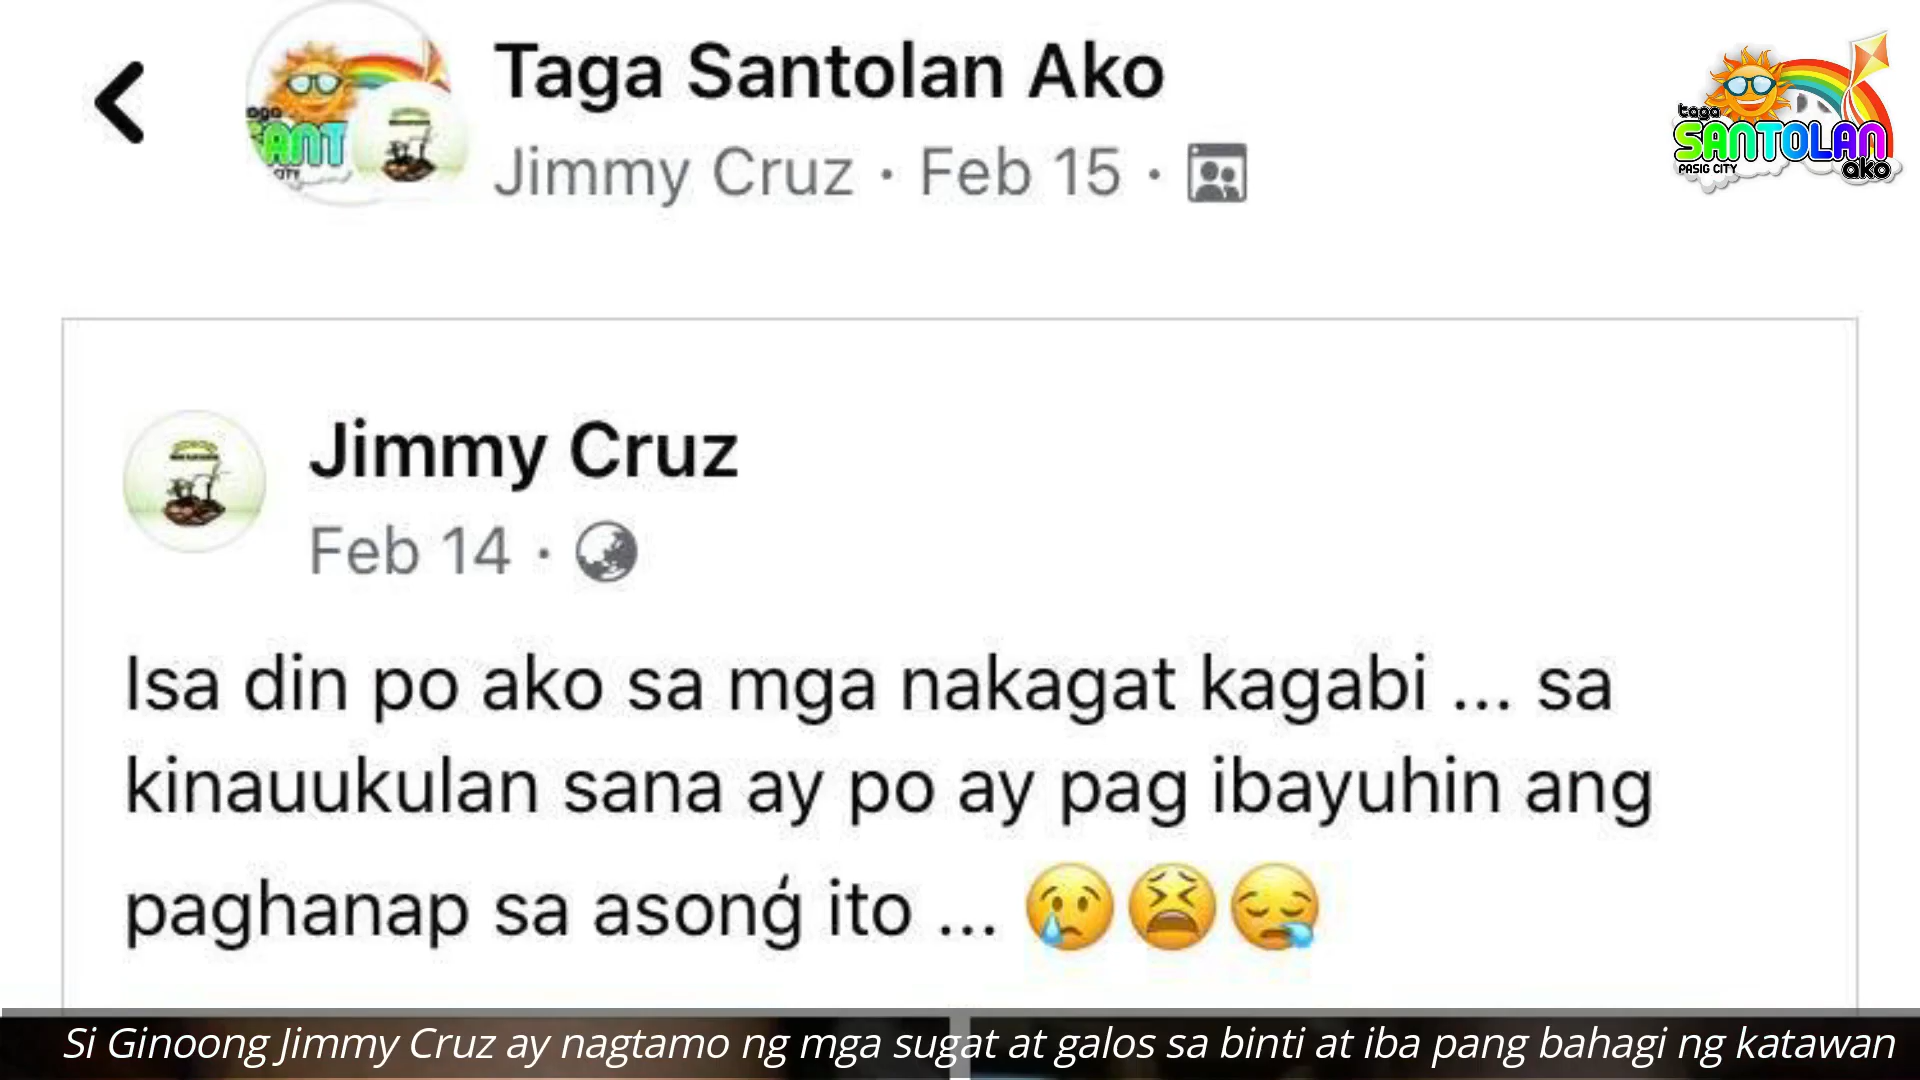 Taga Santolan Ako
Jimmy Cruz · Feb 15 ·
taga
SANTOLAN
PASIG CITY
ako
Jimmy Cruz
Feb 14 ·
Isa din po ako sa mga nakagat kagabi ... sa
kinauukulan sana ay po ay pag ibayuhin ang
paghanap sa asonǵ ito ... 😢😫😪
Si Ginoong Jimmy Cruz ay nagtamo ng mga sugat at galos sa binti at iba pang bahagi ng katawan